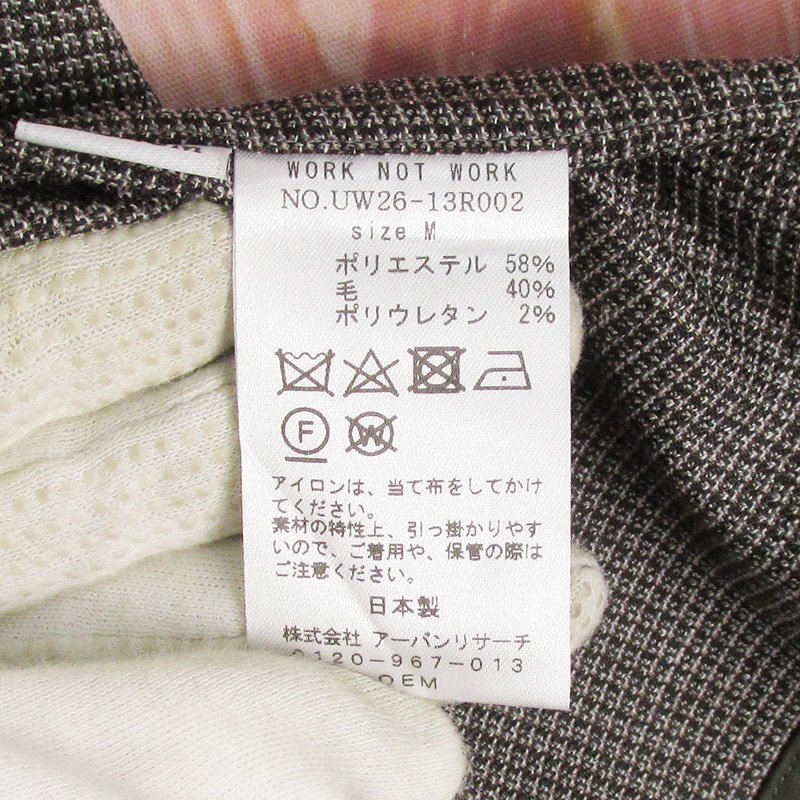 WORK NOT WORK
NO.UW26-13R002
size M
ポリエステル 58%
毛 40%
ポリウレタン 2%
F
W
アイロンは、当て布をしてかけ
てください。
素材の特性上、引っ掛かりやす
いので、ご着用や、保管の際は
ご注意ください。
日本製
株式会社 アーバンリサーチ
0120-967-013
OEM